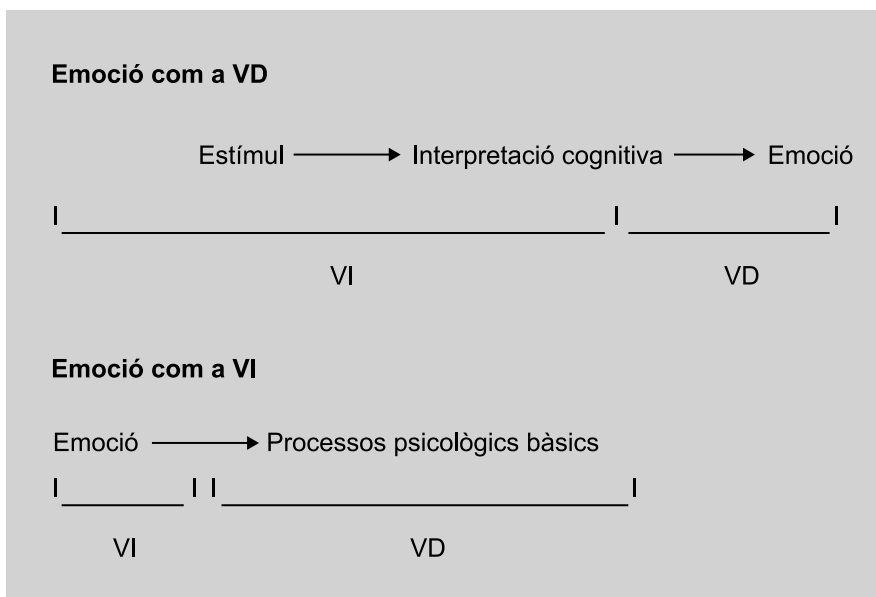 Emoció com a VD
Estímul Interpretació cognitiva Emoció
VI VD
Emoció com a VI
Emoció Processos psicològics bàsics
VI VD